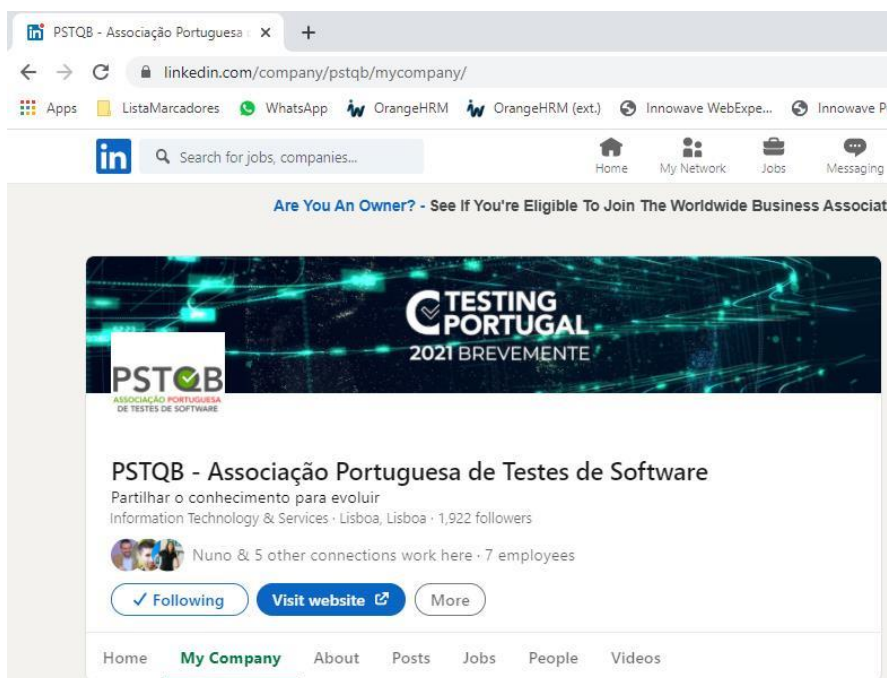 PSTQB - Associação Portuguesa
linkedin.com/company/pstqb/mycompany/
Apps ListaMarcadores WhatsApp OrangeHRM OrangeHRM (ext.) Innowave WebExpe... Innowave P
in Search for jobs, companies...
Home My Network Jobs Messaging
Are You An Owner? - See If You're Eligible To Join The Worldwide Business Associat
TESTING
PORTUGAL
2021 BREVEMENTE
PSTQB
ASSOCIAÇÃO PORTUGUESA
DE TESTES DE SOFTWARE
PSTQB - Associação Portuguesa de Testes de Software
Partilhar o conhecimento para evoluir
Information Technology & Services · Lisboa, Lisboa · 1,922 followers
Nuno & 5 other connections work here · 7 employees
Following Visit website More
Home My Company About Posts Jobs People Videos